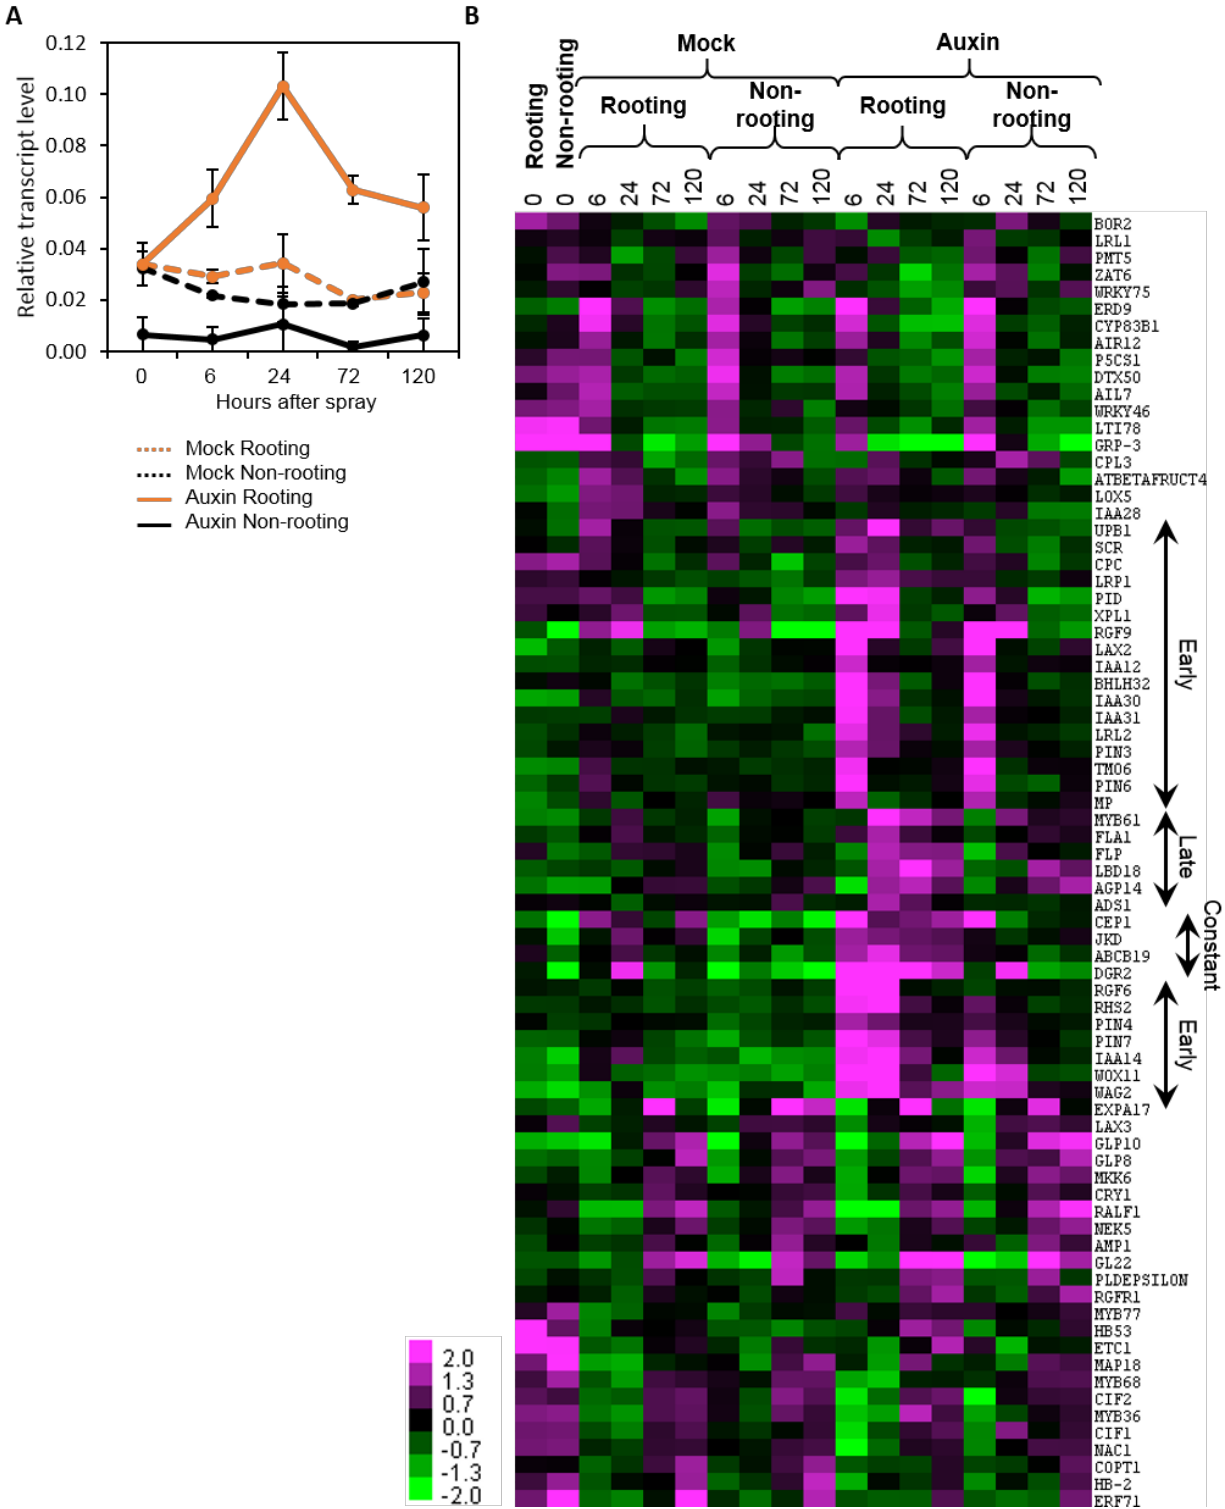 A
B
0.12
0.10
0.08
0.06
0.04
0.02
0.00
Relative transcript level
0 6 24 72 120
Hours after spray
Mock Rooting
Mock Non-rooting
Auxin Rooting
Auxin Non-rooting
Mock
Auxin
Rooting
Non-rooting
Rooting
Non-
rooting
Rooting
Non-
rooting
0 0 6 24 72 120 6 24 72 120 6 24 72 120 6 24 72 120
BOR2
LRL1
PMT5
ZAT6
WRKY75
ERD9
CYP83B1
AIR12
P5CS1
DTX50
AIL7
WRKY46
LTI78
GRP-3
CPL3
ATBETAFRUCT4
LOX5
IAA28
UPB1
SCR
CPC
LRP1
PID
XPL1
RGF9
LAX2
IAA12
BHLH32
IAA30
IAA31
LRL2
PIN3
TMO6
PIN6
MP
MYB61
FLA1
FLP
LBD18
AGP14
ADS1
CEP1
JKD
ABCB19
DGR2
RGF6
RHS2
PIN4
PIN7
IAA14
WOX11
WAG2
EXPA17
LAX3
GLP10
GLP8
MKK6
CRY1
RALF1
NEK5
AMP1
GL22
PLDEPSILON
RGFR1
MYB77
HB53
ETC1
MAP18
MYB68
CIF2
MYB36
CIF1
NAC1
COPT1
HB-2
ERF71
Early
Late
Constant
Early
2.0
1.3
0.7
0.0
-0.7
-1.3
-2.0